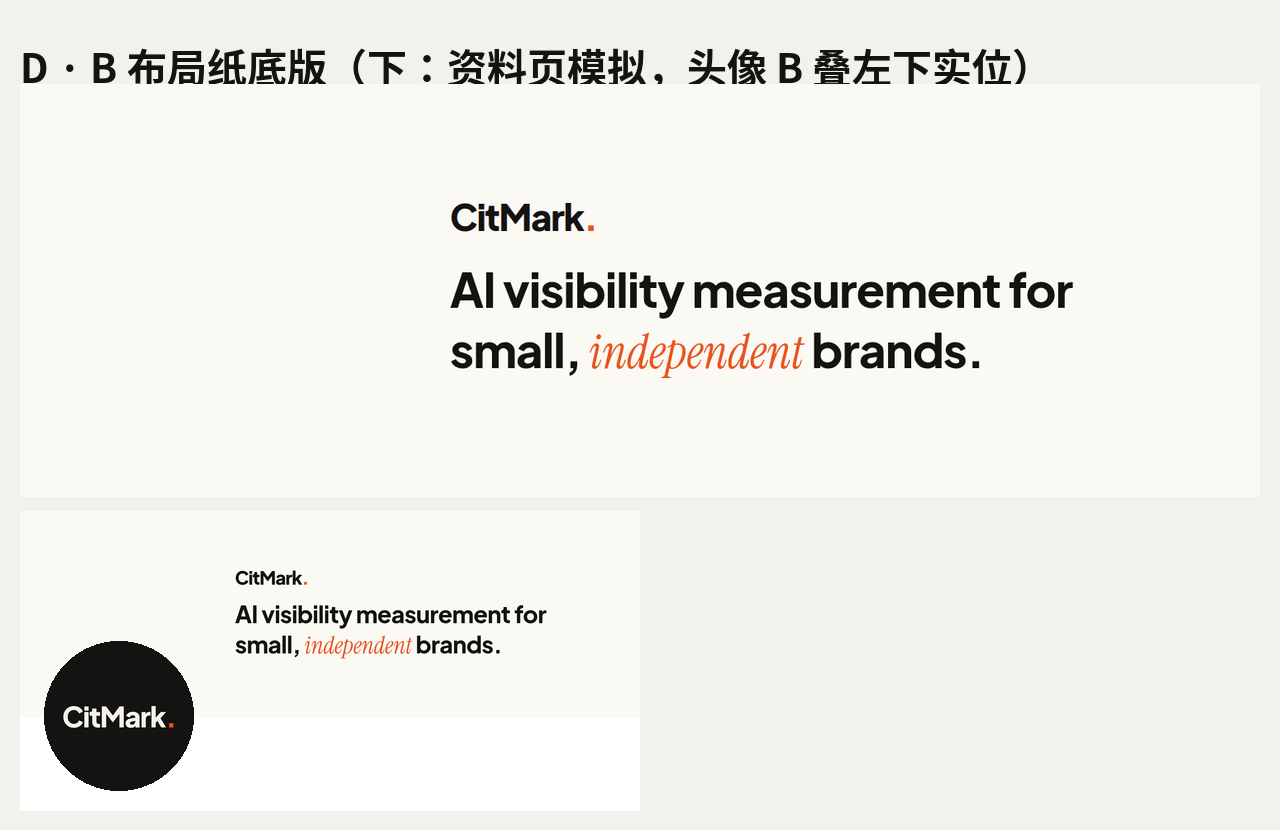 D · B 布局纸底版（下：资料页模拟，头像 B 叠左下实位）
CitMark.
AI visibility measurement for
small, independent brands.
CitMark.
AI visibility measurement for
small, independent brands.
CitMark.